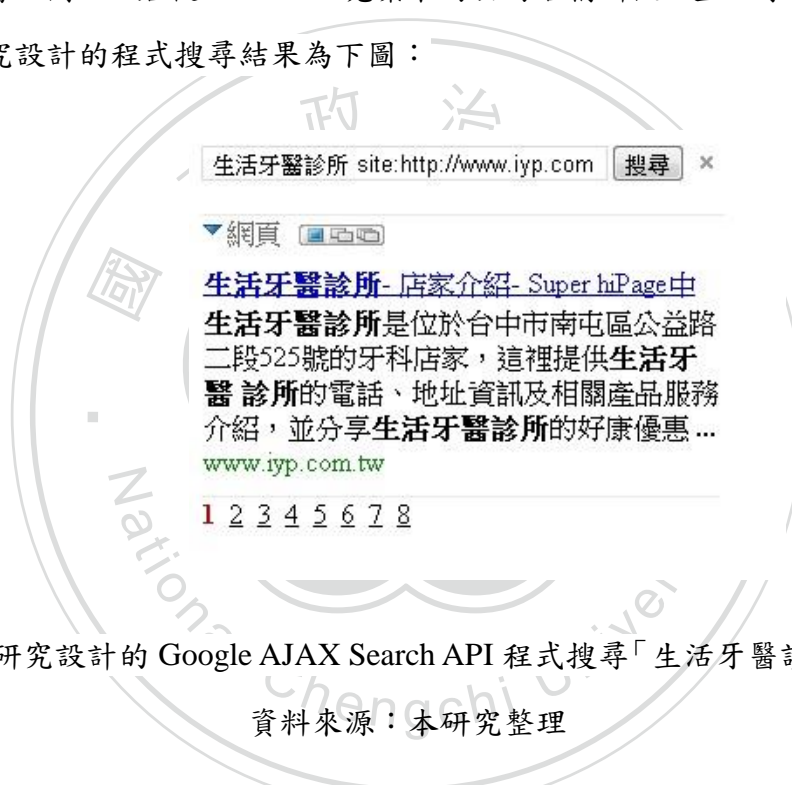 究設計的程式搜尋結果為下圖：
生活牙醫診所 site:http://www.iyp.com 搜尋 ×
網頁
生活牙醫診所- 店家介紹- Super hiPage中
生活牙醫診所是位於台中市南屯區公益路
二段525號的牙科店家，這裡提供生活牙
醫 診所的電話、地址資訊及相關產品服務
介紹，並分享生活牙醫診所的好康優惠 ...
www.iyp.com.tw
1 2 3 4 5 6 7 8
研究設計的 Google AJAX Search API 程式搜尋「生活牙醫
資料來源：本研究整理
國 政 治
National Chengchi Univer